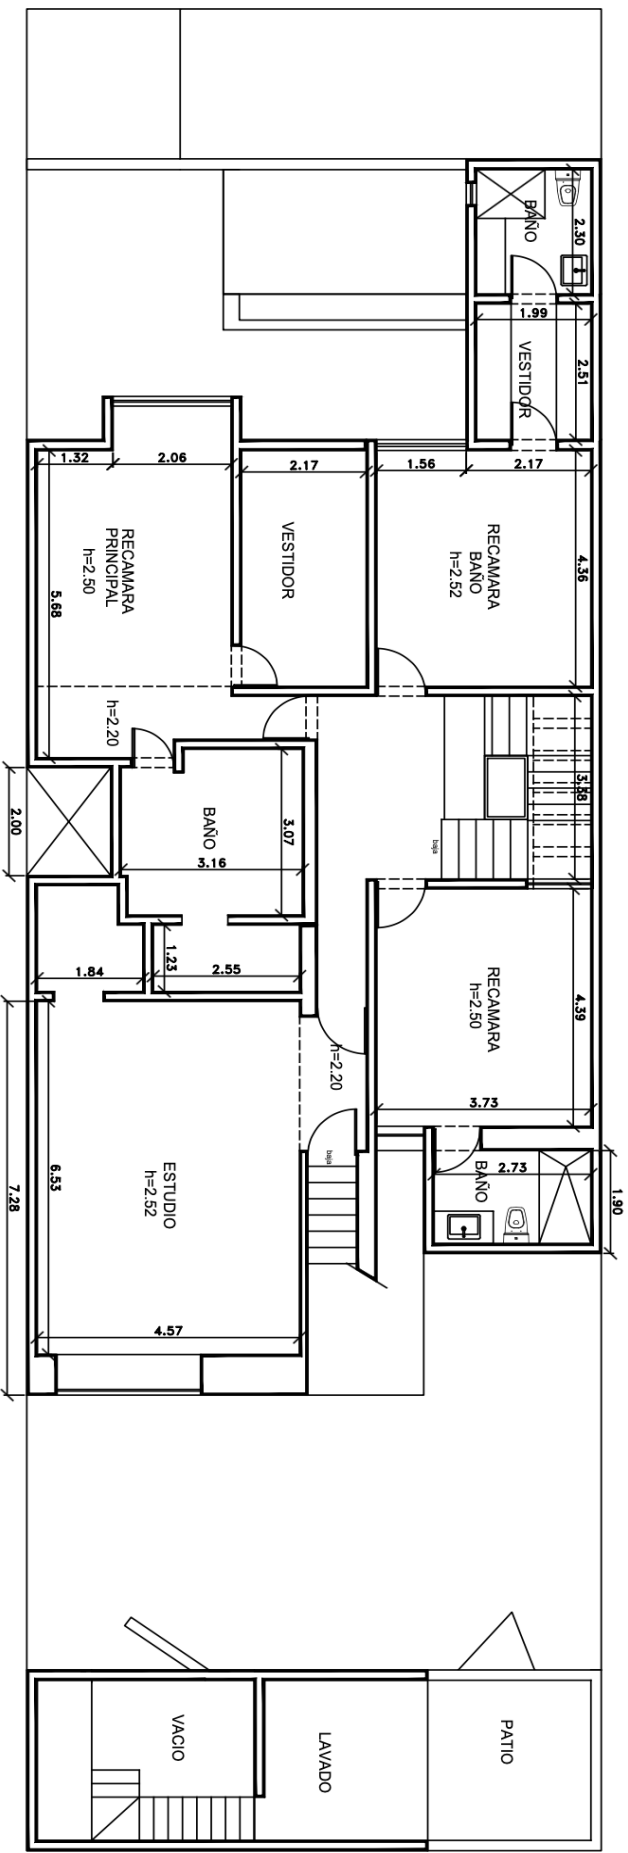 BAÑO
2.30
1.99
VESTIDOR
2.51
1.32
2.06
2.17
1.56
2.17
RECAMARA
PRINCIPAL
h=2.50
5.68
VESTIDOR
RECAMARA
BAÑO
h=2.52
4.36
h=2.20
2.00
BAÑO
3.07
3.16
3.38
baja
1.84
1.23
2.55
RECAMARA
h=2.50
4.39
3.73
h=2.20
baja
BAÑO
2.73
1.90
ESTUDIO
h=2.52
6.53
7.28
4.57
VACIO
LAVADO
PATIO